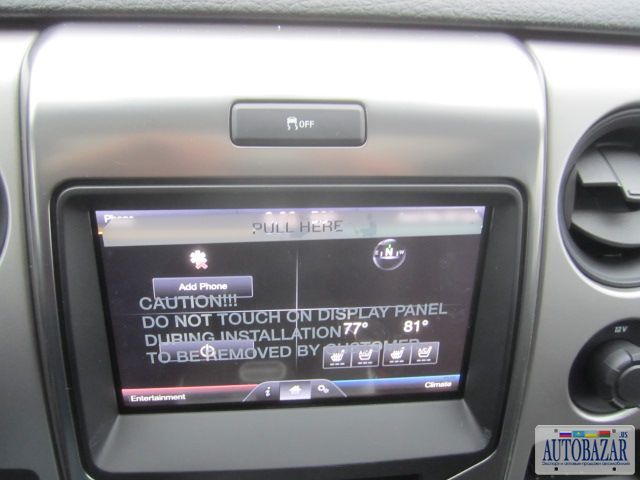 OFF
Phone
PULL HERE
N
W
Add Phone
CAUTION!!!
DO NOT TOUCH ON DISPLAY PANEL
DURING INSTALLATION
77° 81°
TO BE REMOVED BY CUSTOMER
i
Entertainment
Climate
12V
AUTOBAZAR
.US